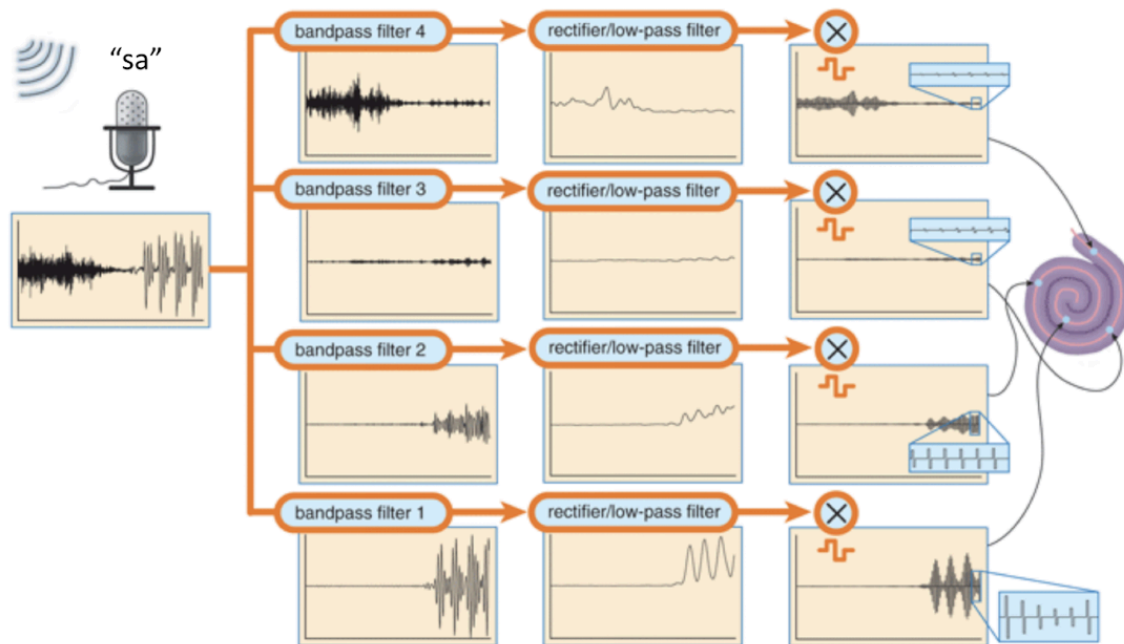 “sa”
bandpass filter 4
rectifier/low-pass filter
bandpass filter 3
rectifier/low-pass filter
bandpass filter 2
rectifier/low-pass filter
bandpass filter 1
rectifier/low-pass filter